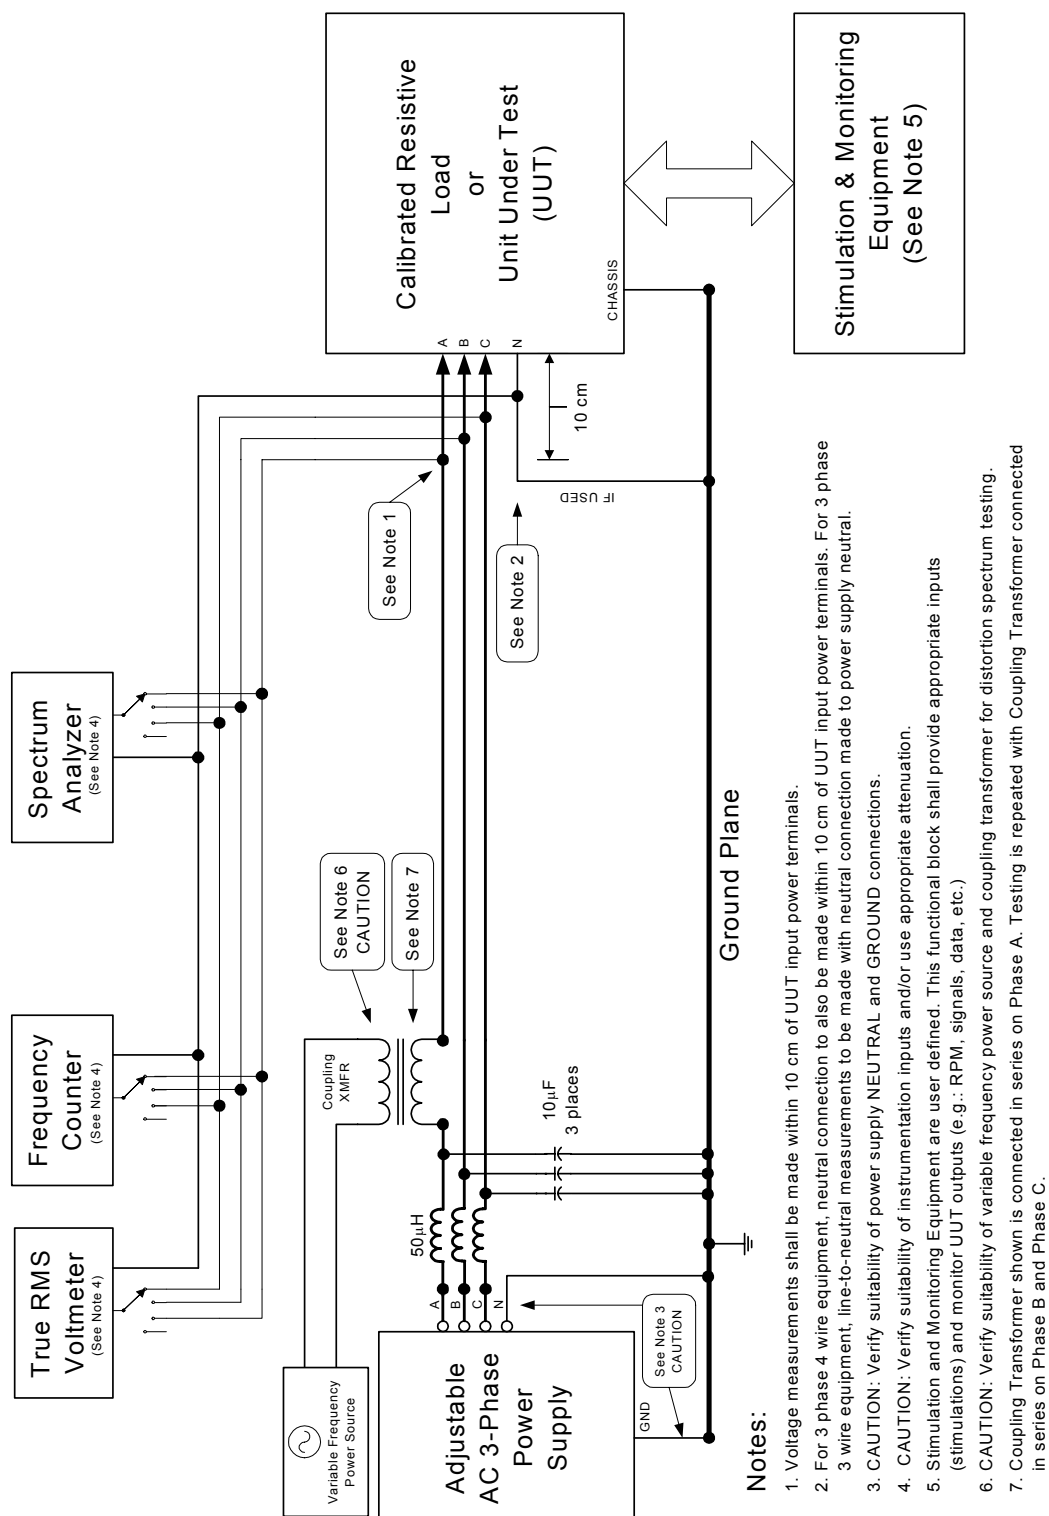 True RMS
Voltmeter
(See Note 4)
Frequency
Counter
(See Note 4)
Spectrum
Analyzer
(See Note 4)
Variable Frequency
Power Source
Coupling
XMFR
See Note 6
CAUTION
See Note 7
See Note 1
See Note 2
Calibrated Resistive
Load
or
Unit Under Test
(UUT)
A
B
C
N
CHASSIS
10 cm
IF USED
Adjustable
AC 3-Phase
Power
Supply
A
B
C
N
GND
50µH
10µF
3 places
See Note 3
CAUTION
Ground Plane
Stimulation & Monitoring
Equipment
(See Note 5)
Notes:
1. Voltage measurements shall be made within 10 cm of UUT input power terminals.
2. For 3 phase 4 wire equipment, neutral connection to also be made within 10 cm of UUT input power terminals. For 3 phase
3 wire equipment, line-to-neutral measurements to be made with neutral connection made to power supply neutral.
3. CAUTION: Verify suitability of power supply NEUTRAL and GROUND connections.
4. CAUTION: Verify suitability of instrumentation inputs and/or use appropriate attenuation.
5. Stimulation and Monitoring Equipment are user defined. This functional block shall provide appropriate inputs
(stimulations) and monitor UUT outputs (e.g.: RPM, signals, data, etc.)
6. CAUTION: Verify suitability of variable frequency power source and coupling transformer for distortion spectrum testing.
7. Coupling Transformer shown is connected in series on Phase A. Testing is repeated with Coupling Transformer connected
in series on Phase B and Phase C.